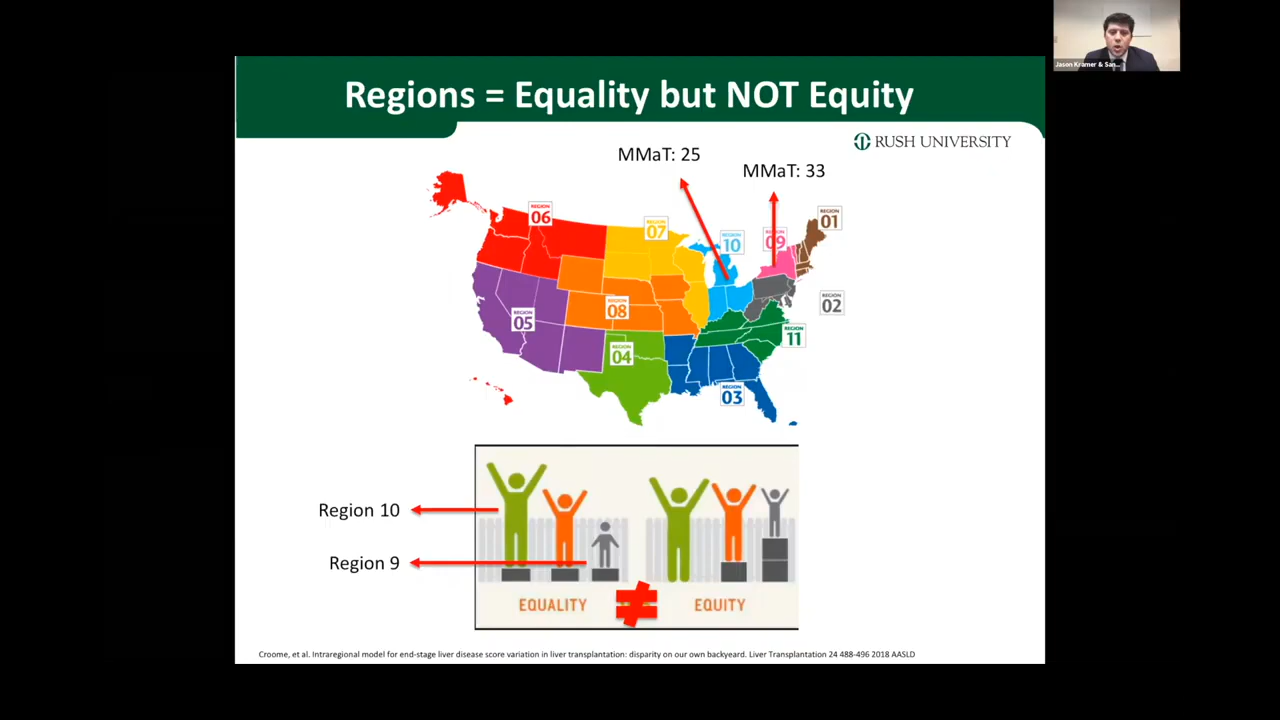 Jason Kramer & San...
Regions = Equality but NOT Equity
RUSH UNIVERSITY
MMaT: 25
MMaT: 33
REGION
06
REGION
07
REGION
10
REGION
09
REGION
01
REGION
05
REGION
08
REGION
04
REGION
02
REGION
11
REGION
03
Region 10
Region 9
EQUALITY
EQUITY
Croome, et al. Intraregional model for end-stage liver disease score variation in liver transplantation: disparity on our own backyeard. Liver Transplantation 24 488-496 2018 AASLD